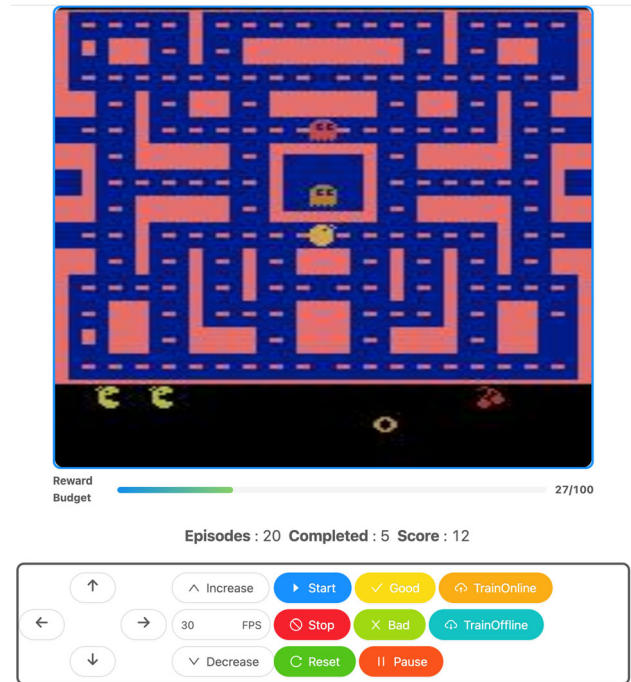 Reward
Budget
27/100
Episodes : 20 Completed : 5 Score : 12
Increase Start Good TrainOnline
30 FPS Stop Bad TrainOffline
Decrease Reset Pause